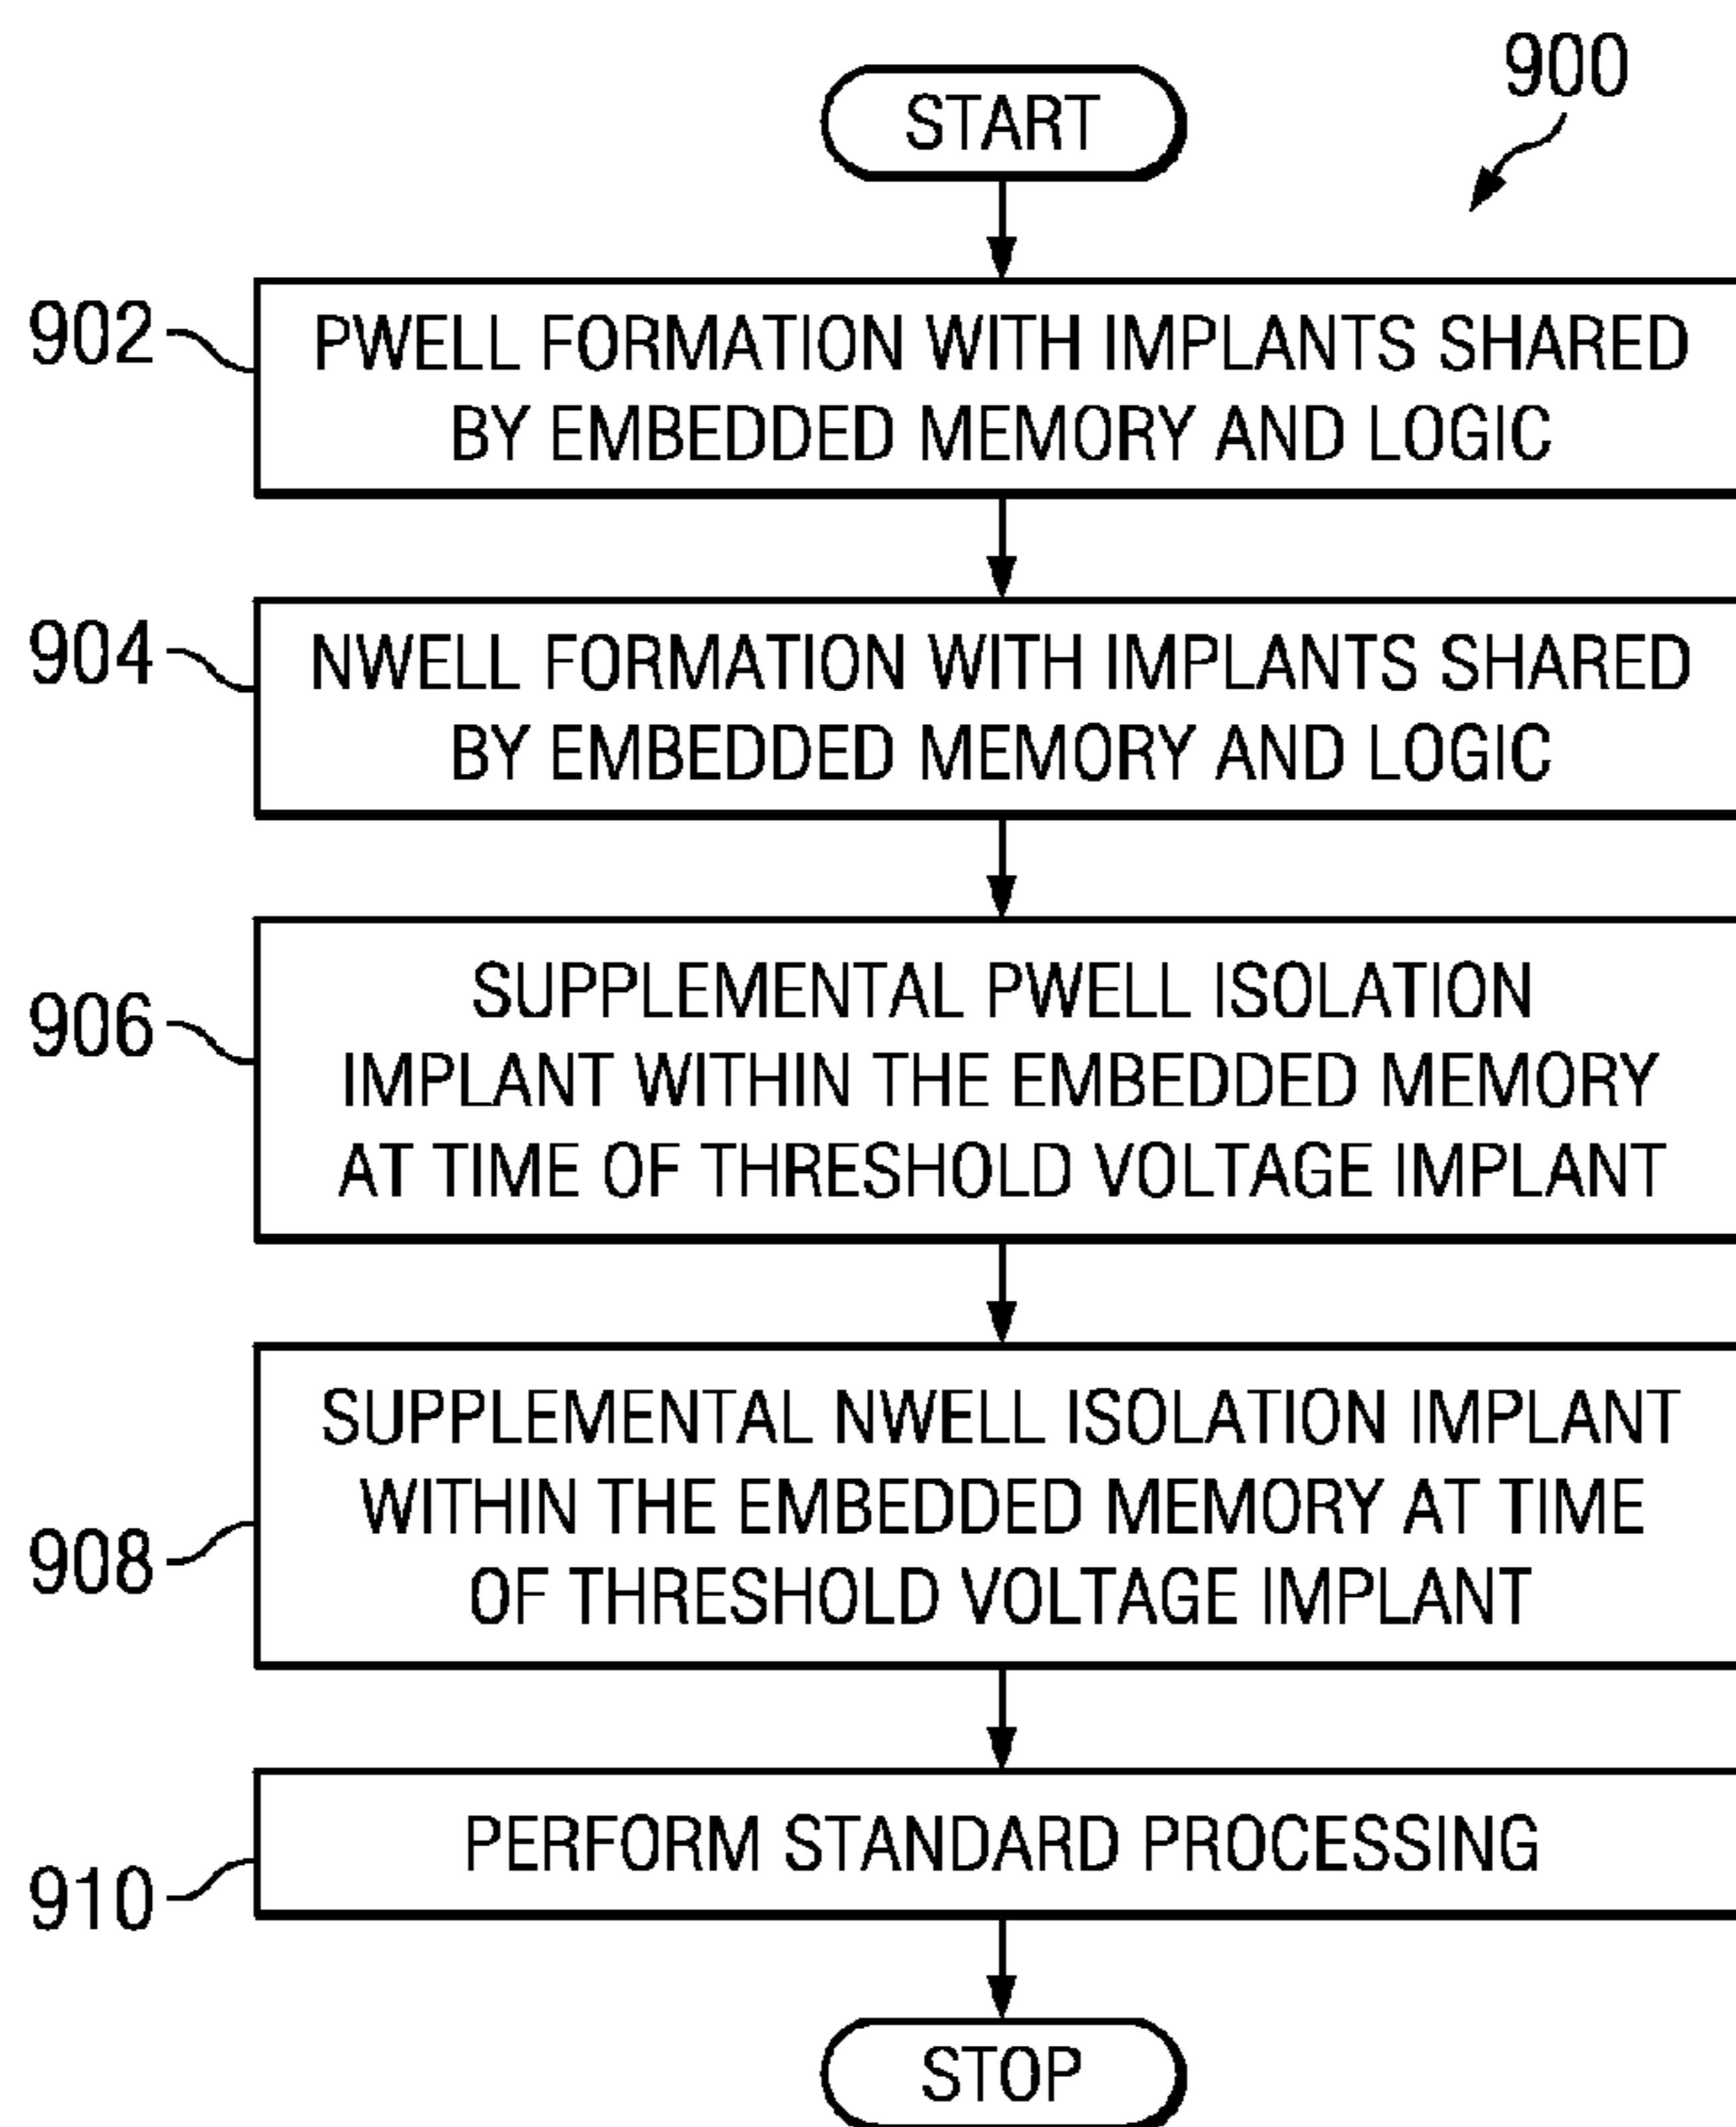 900
START
902
PWELL FORMATION WITH IMPLANTS SHARED
BY EMBEDDED MEMORY AND LOGIC
904
NWELL FORMATION WITH IMPLANTS SHARED
BY EMBEDDED MEMORY AND LOGIC
906
SUPPLEMENTAL PWELL ISOLATION
IMPLANT WITHIN THE EMBEDDED MEMORY
AT TIME OF THRESHOLD VOLTAGE IMPLANT
908
SUPPLEMENTAL NWELL ISOLATION IMPLANT
WITHIN THE EMBEDDED MEMORY AT TIME
OF THRESHOLD VOLTAGE IMPLANT
910
PERFORM STANDARD PROCESSING
STOP